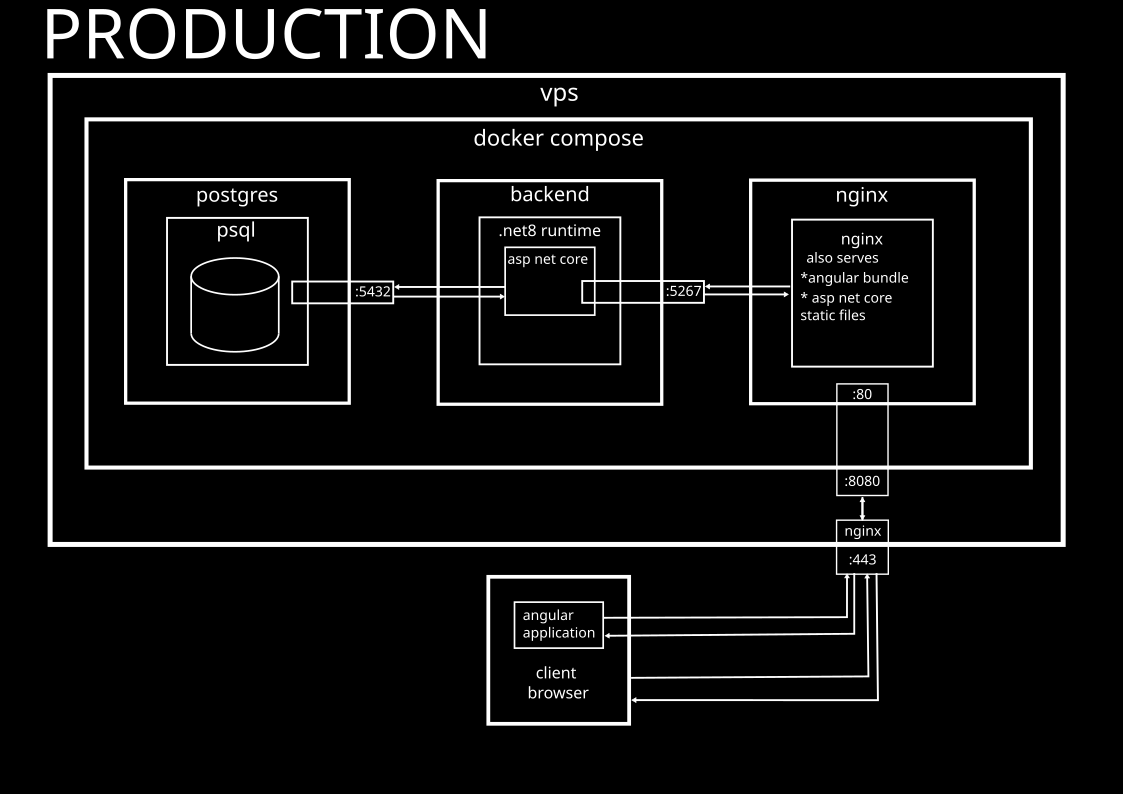 PRODUCTION
vps
docker compose
postgres
psql
:5432
backend
.net8 runtime
asp net core
:5267
nginx
nginx
also serves
*angular bundle
* asp net core
static files
:80
:8080
nginx
:443
angular
application
client
browser